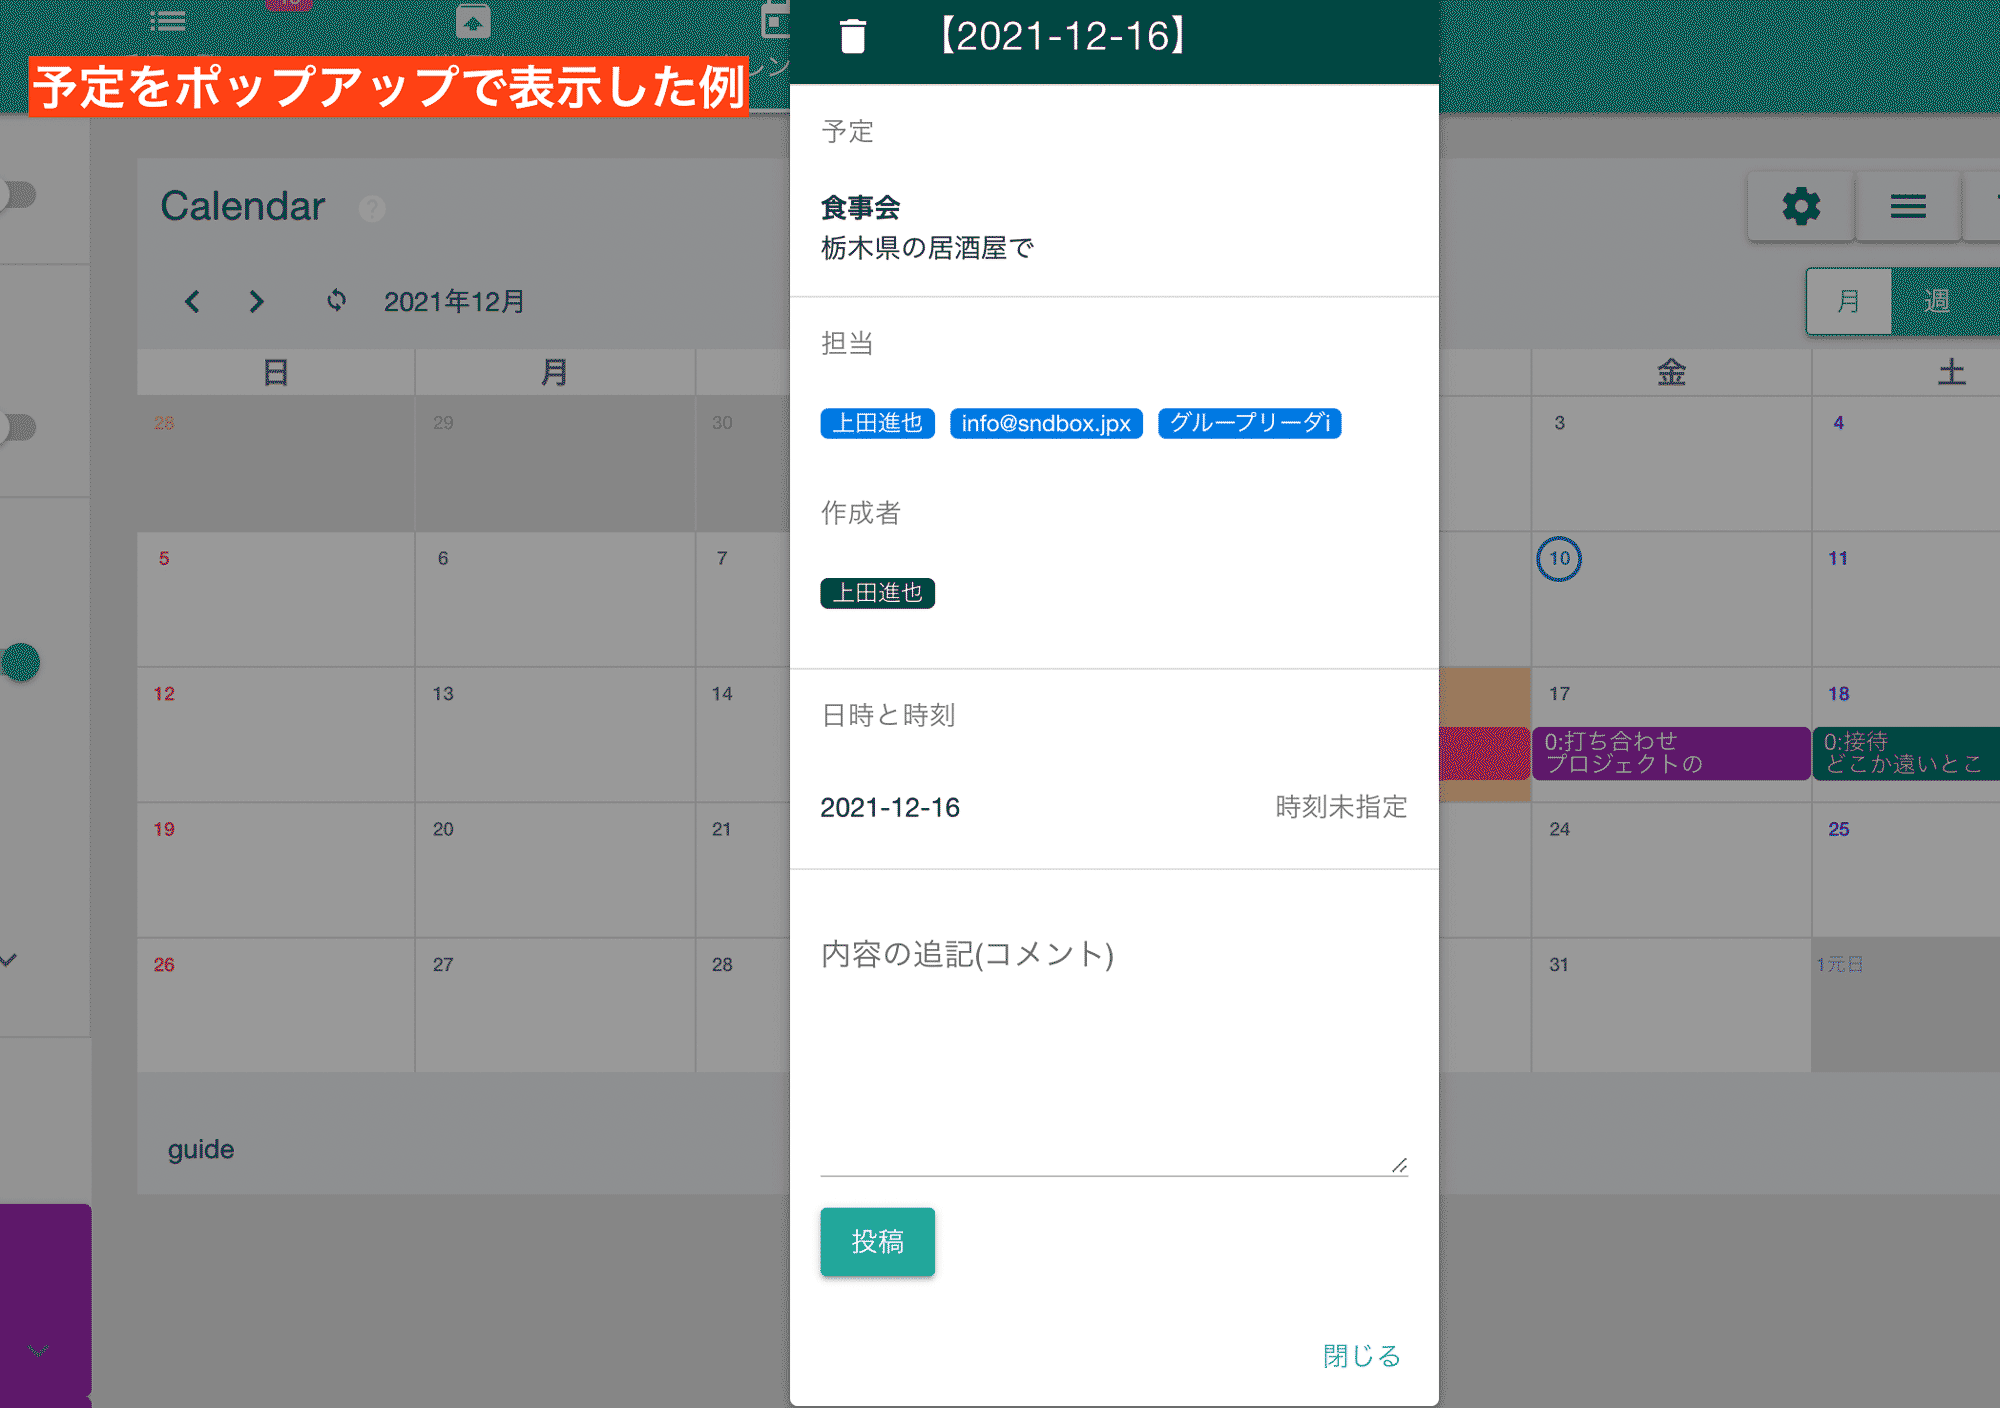 予定をポップアップで表示した例
Calendar
?
2021年12月
月
週
日
月
金
土
28
29
30
3
4
5
6
7
10
11
12
13
14
17
18
0:打ち合わせ
プロジェクトの
0:接待
どこか遠いとこ
19
20
21
24
25
26
27
28
31
1元日
guide
【2021-12-16】
予定
食事会
栃木県の居酒屋で
担当
上田進也 info@sndbox.jpx グループリーダi
作成者
上田進也
日時と時刻
2021-12-16 時刻未指定
内容の追記(コメント)
投稿
閉じる